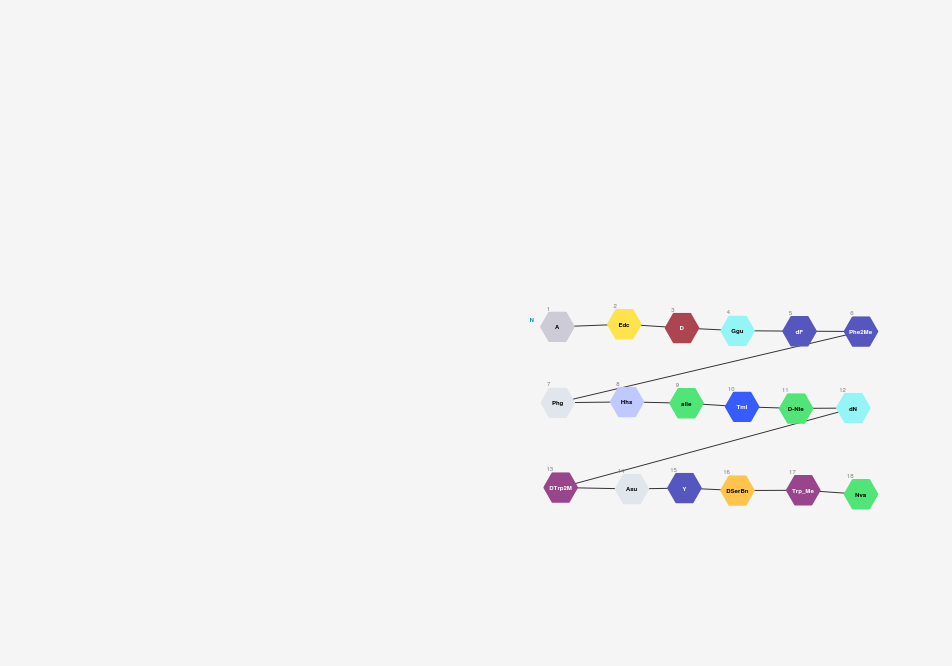 1 2 3 4 5 6
N A Edc D Ggu dF Phe2Me
7 8 9 10 11 12
Phg Hhs aIle Tml D-Nle dN
13 14 15 16 17 18
DTrp2M Asu Y DSerBn Trp_Me Nva